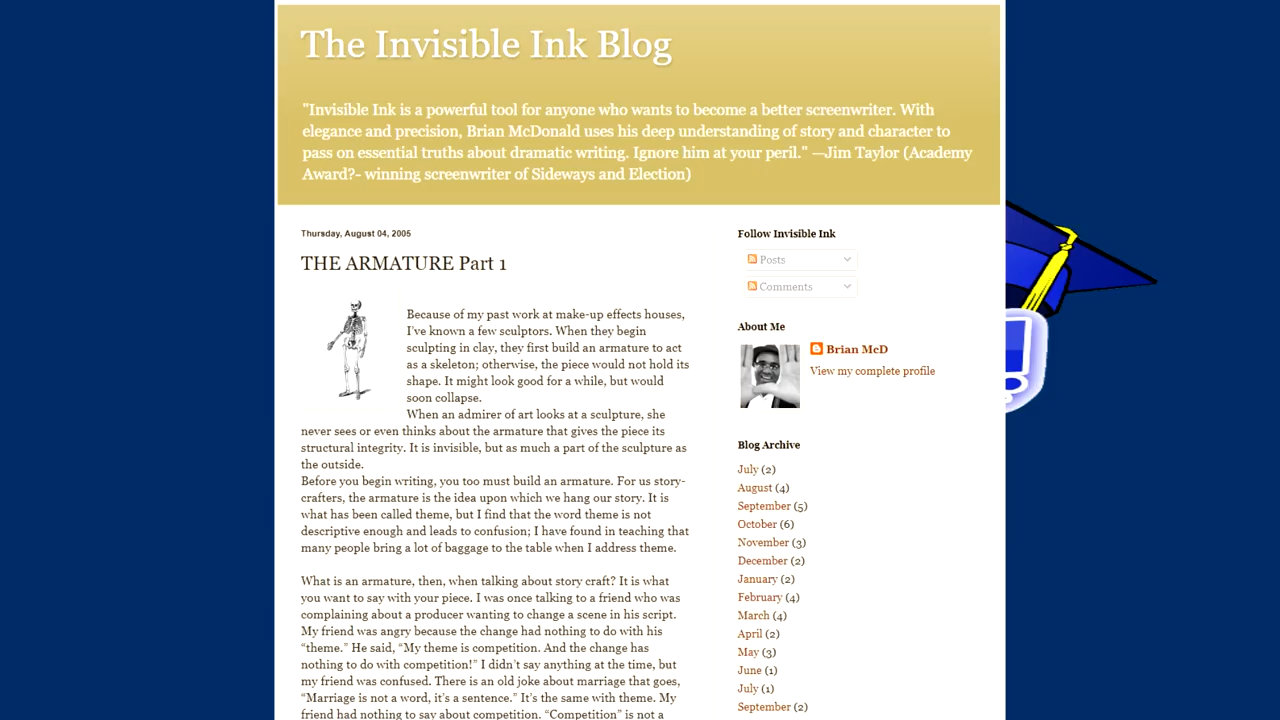 The Invisible Ink Blog
"Invisible Ink is a powerful tool for anyone who wants to become a better screenwriter. With
elegance and precision, Brian McDonald uses his deep understanding of story and character to
pass on essential truths about dramatic writing. Ignore him at your peril." —Jim Taylor (Academy
Award?- winning screenwriter of Sideways and Election)
Thursday, August 04, 2005
THE ARMATURE Part 1
Because of my past work at make-up effects houses,
I've known a few sculptors. When they begin
sculpting in clay, they first build an armature to act
as a skeleton; otherwise, the piece would not hold its
shape. It might look good for a while, but would
soon collapse.
When an admirer of art looks at a sculpture, she
never sees or even thinks about the armature that gives the piece its
structural integrity. It is invisible, but as much a part of the sculpture as
the outside.
Before you begin writing, you too must build an armature. For us story-
crafters, the armature is the idea upon which we hang our story. It is
what has been called theme, but I find that the word theme is not
descriptive enough and leads to confusion; I have found in teaching that
many people bring a lot of baggage to the table when I address theme.
What is an armature, then, when talking about story craft? It is what
you want to say with your piece. I was once talking to a friend who was
complaining about a producer wanting to change a scene in his script.
My friend was angry because the change had nothing to do with his
“theme.” He said, “My theme is competition. And the change has
nothing to do with competition!” I didn’t say anything at the time, but
my friend was confused. There is an old joke about marriage that goes,
“Marriage is not a word, it’s a sentence.” It’s the same with theme. My
friend had nothing to say about competition. “Competition” is not a
Follow Invisible Ink
Posts
Comments
About Me
Brian McD
View my complete profile
Blog Archive
July (2)
August (4)
September (5)
October (6)
November (3)
December (2)
January (2)
February (4)
March (4)
April (2)
May (3)
June (1)
July (1)
September (2)